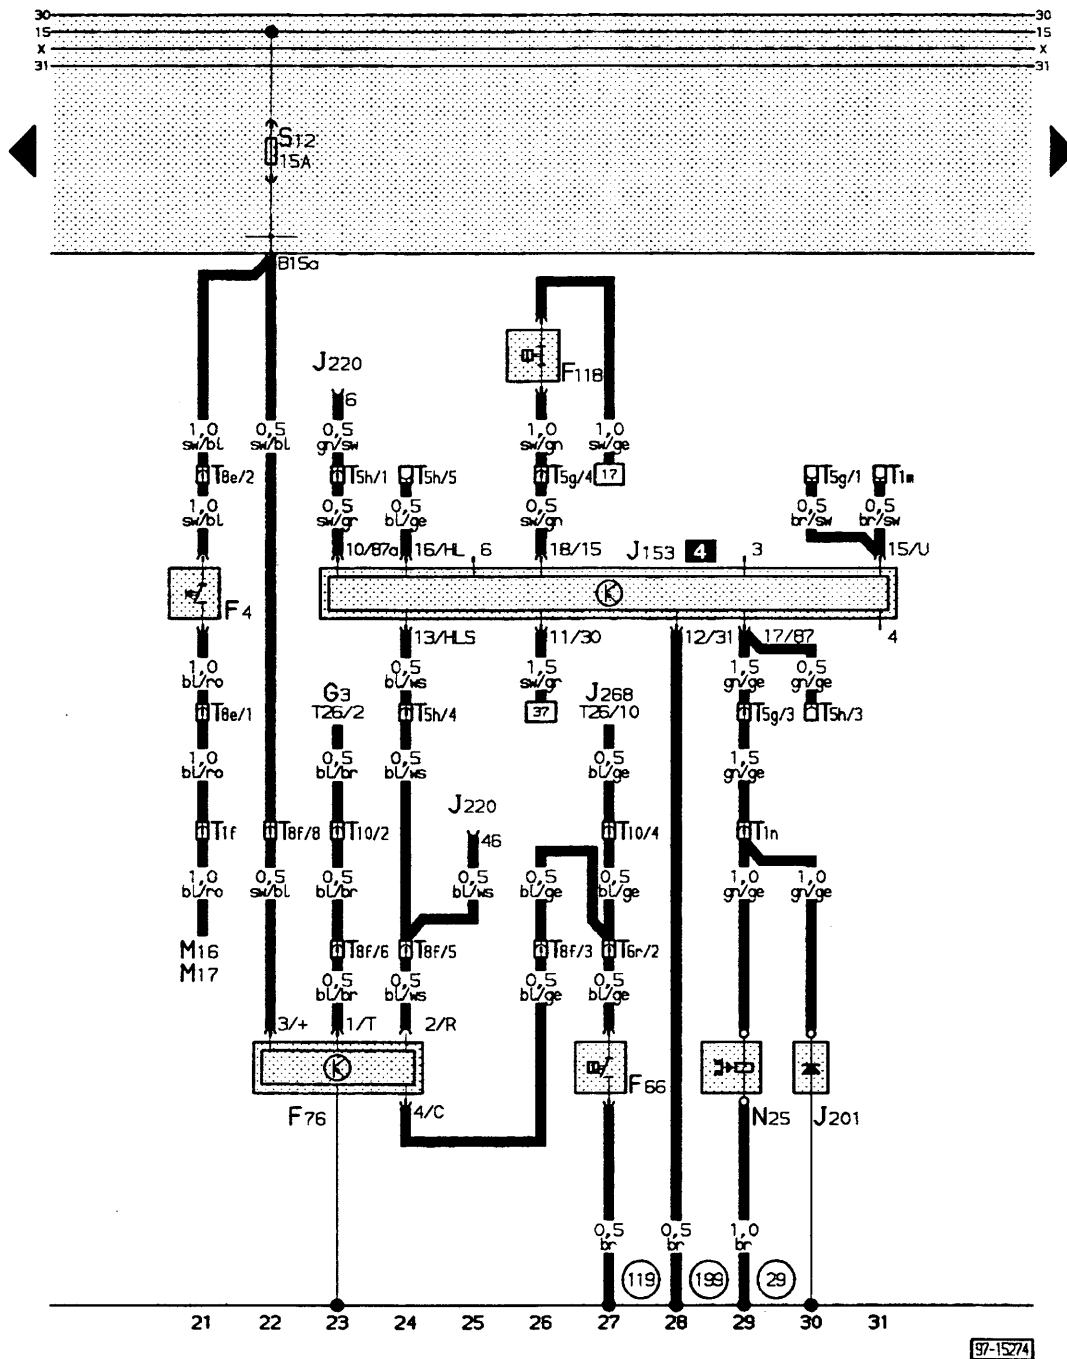 30 30
15 15
X X
31 31
S12
15A
B15a
J220
6
F118
1,0 0,5 0,5 1,0 1,0
sw/bl sw/bl gn/sw sw/gn sw/ge
T8e/2 T5h/1 T5h/5 T5g/4 17 T5g/1 T1m
1,0 0,5 0,5 0,5 0,5 0,5
sw/bl sw/gr bl/ge sw/gn br/sw br/sw
10/87a 16/HL 6 18/15 J153 4 3 15/U
F4
13/HLS 11/30 12/31 17/87 4
1,0 0,5 1,5 1,5 0,5
bl/ro bl/ws sw/gr gn/ge gn/ge
G3 J268
T26/2 T26/10
T8e/1 T5h/4 37 T5g/3 T5h/3
1,0 0,5 0,5 0,5 1,5
bl/ro bl/br bl/ws bl/ge gn/ge
J220
T1f T8f/8 T10/2 46 T10/4 T1n
1,0 0,5 0,5 0,5 0,5 0,5 1,0 1,0
bl/ro sw/bl bl/br bl/ws bl/ge bl/ge gn/ge gn/ge
M16
M17
T8f/6 T8f/5 T8f/3 T6r/2
0,5 0,5 0,5 0,5
bl/br bl/ws bl/ge bl/ge
3/+ 1/T 2/R
F76 4/C F66 N25 J201
0,5 0,5 1,0
br br br
119 199 29
21 22 23 24 25 26 27 28 29 30 31
97-15274